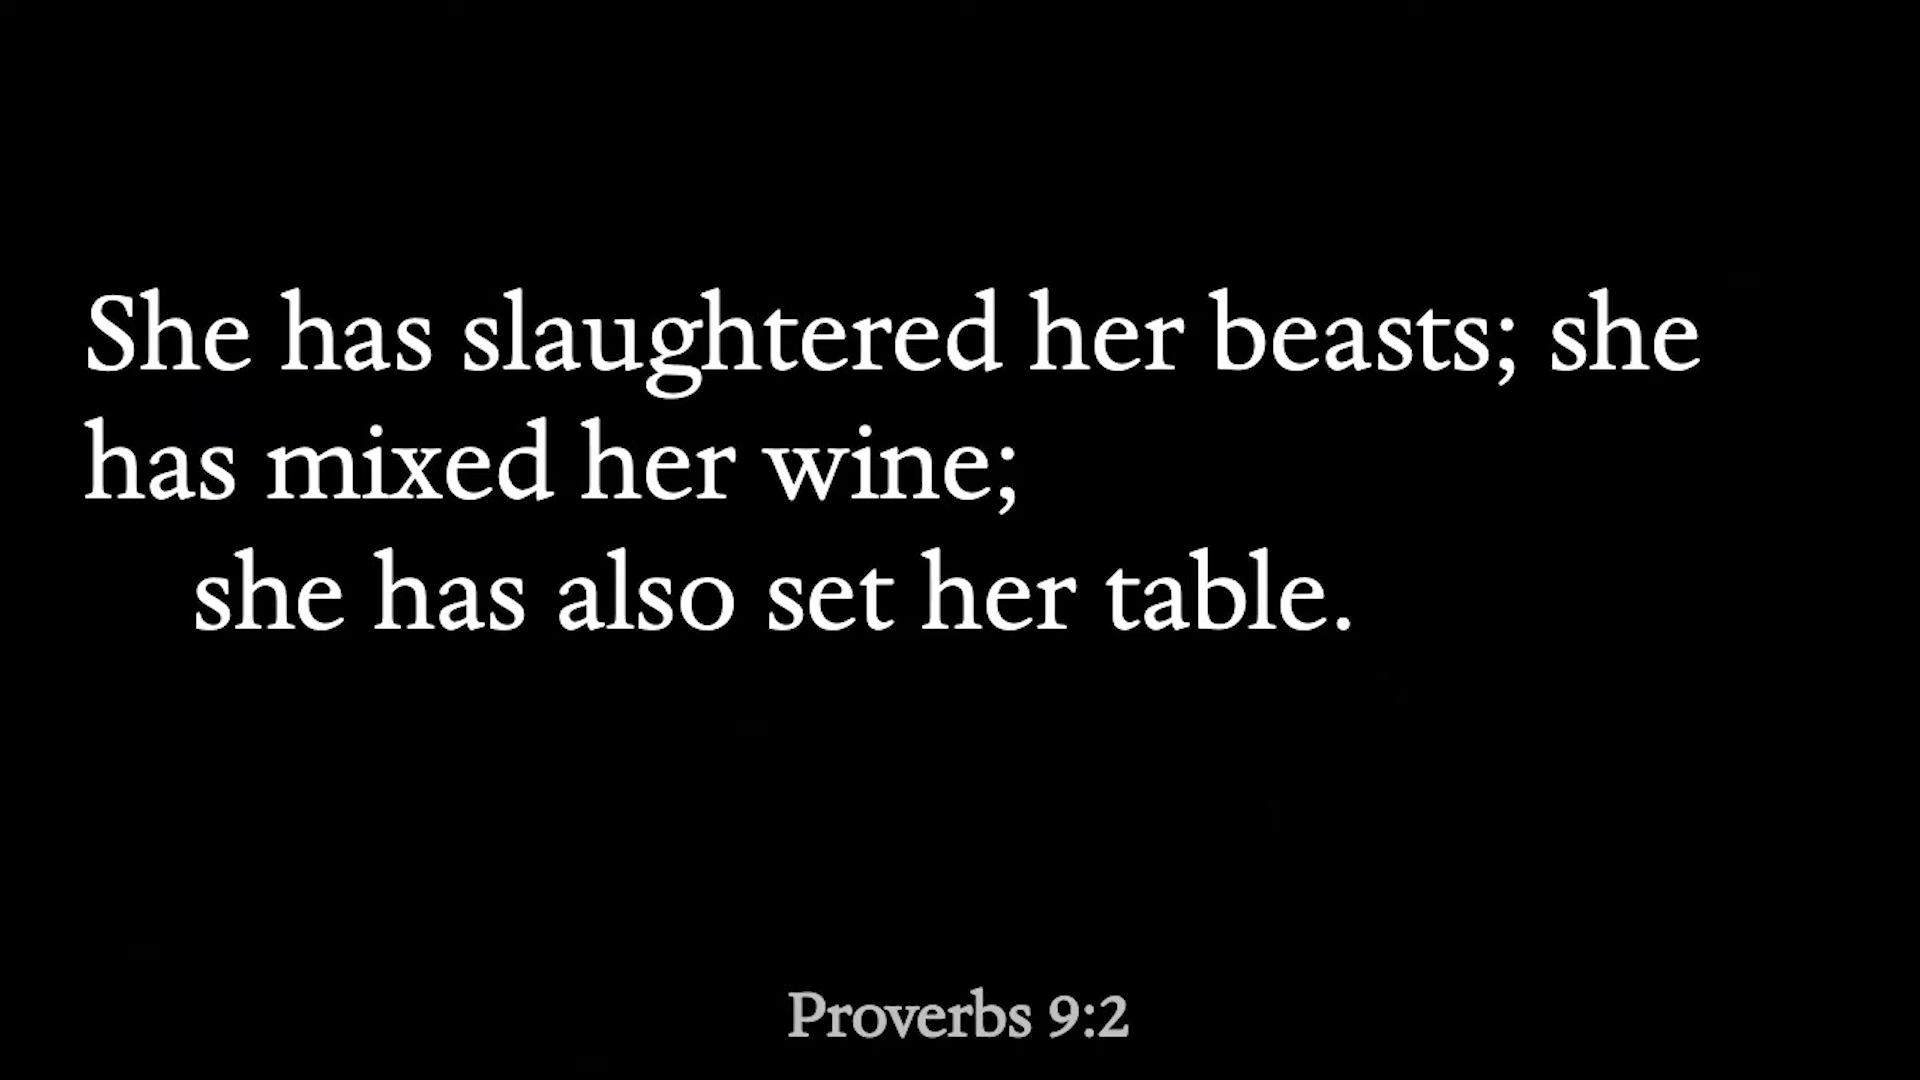 She has slaughtered her beasts; she
has mixed her wine;
she has also set her table.
Proverbs 9:2